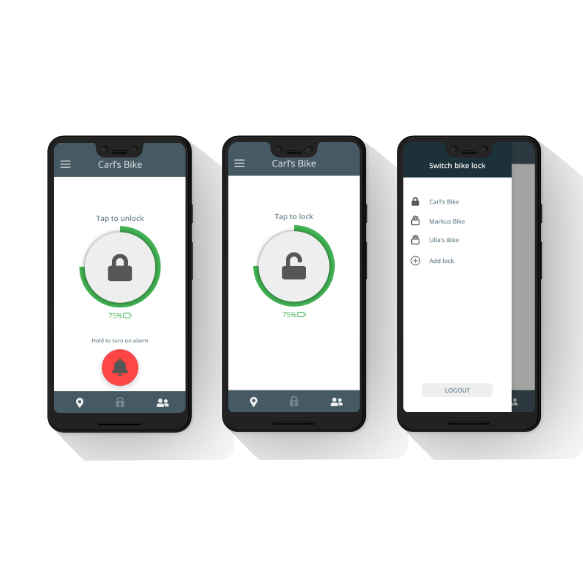 Carl's Bike
Tap to unlock
75%
Hold to turn on alarm
Carl's Bike
Tap to lock
75%
Switch bike lock
Carl's Bike
Markus Bike
Ulla's Bike
Add lock
LOGOUT